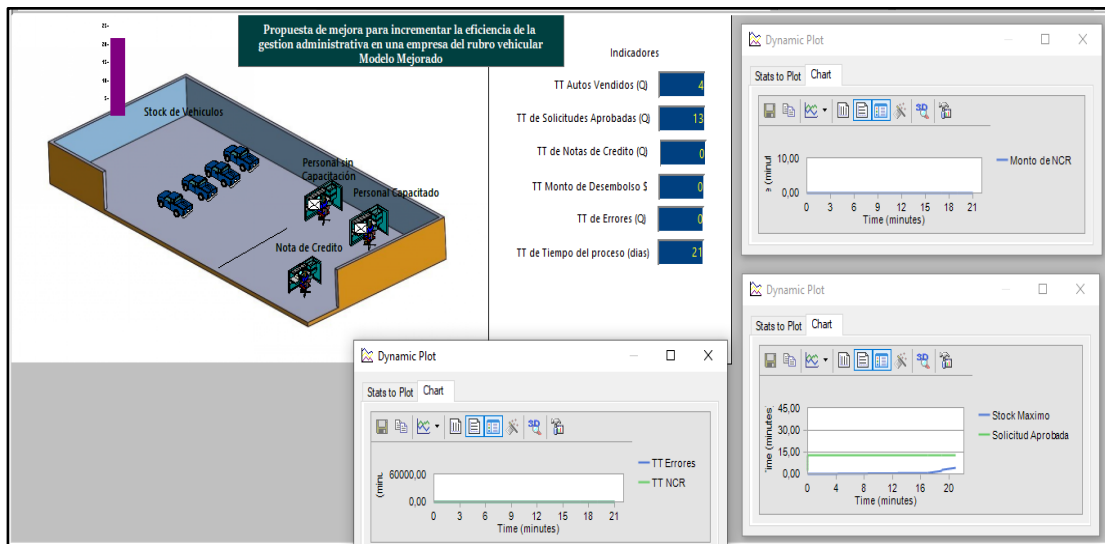 Propuesta de mejora para incrementar la eficiencia de la
gestion administrativa en una empresa del rubro vehicular
Modelo Mejorado
Stock de Vehiculos
Personal sin
Capacitación
Personal Capacitado
Nota de Credito
Indicadores
TT Autos Vendidos (Q) 4
TT de Solicitudes Aprobadas (Q) 13
TT de Notas de Credito (Q) 0
TT Monto de Desembolso $ 0
TT de Errores (Q) 0
TT de Tiempo del proceso (dias) 21
Dynamic Plot
Stats to Plot Chart
3D
10,00
0,00
0 3 6 9 12 15 18 21
Time (minutes)
Monto de NCR
Dynamic Plot
Stats to Plot Chart
3D
45,00
30,00
15,00
0,00
ime (minutes)
0 4 8 12 16 20
Time (minutes)
Stock Maximo
Solicitud Aprobada
Dynamic Plot
Stats to Plot Chart
3D
60000,00
0,00
0 3 6 9 12 15 18 21
Time (minutes)
TT Errores
TT NCR